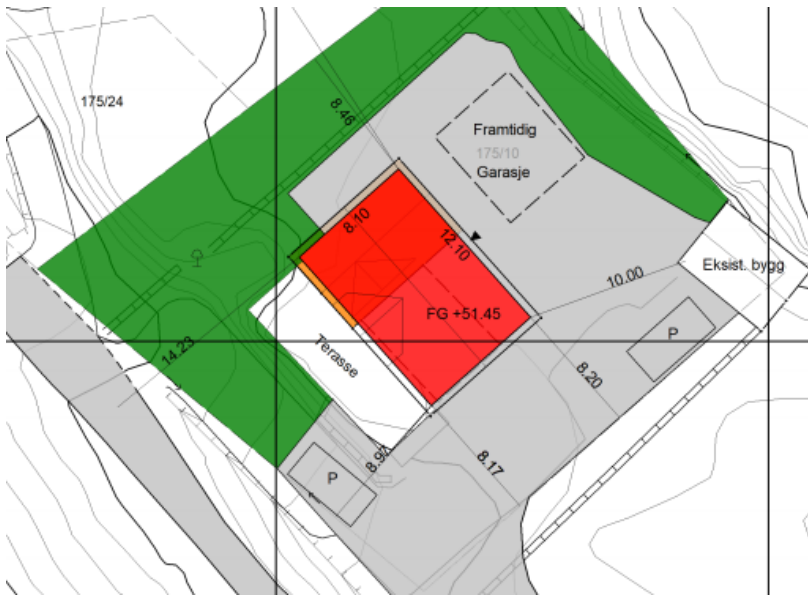 175/24
8.46
Framtidig
175/10
Garasje
8.10
12.10
Eksist. bygg
10.00
FG +51.45
P
14.23
Terasse
8.20
8.97
8.17
P